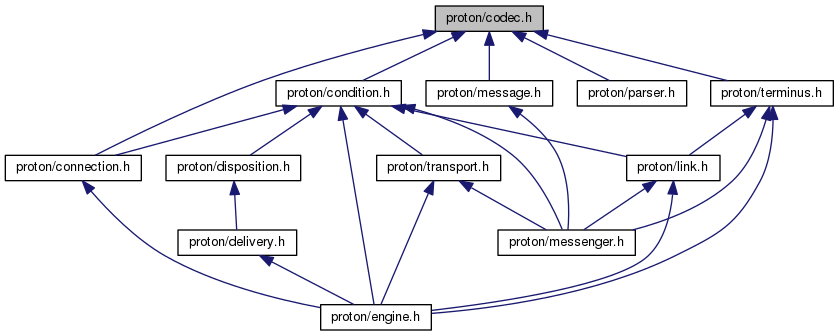 proton/codec.h
proton/condition.h
proton/message.h
proton/parser.h
proton/terminus.h
proton/connection.h
proton/disposition.h
proton/transport.h
proton/link.h
proton/delivery.h
proton/messenger.h
proton/engine.h